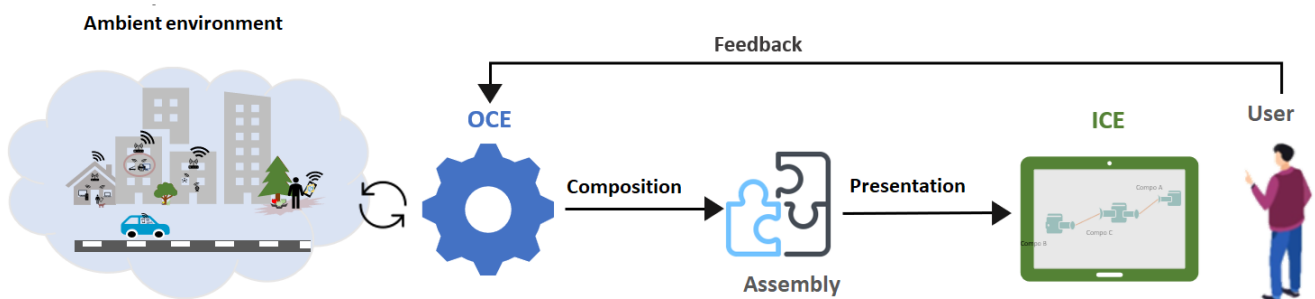 Ambient environment
Feedback
OCE
ICE
User
Composition
Presentation
Assembly
Compo A
Compo B
Compo C